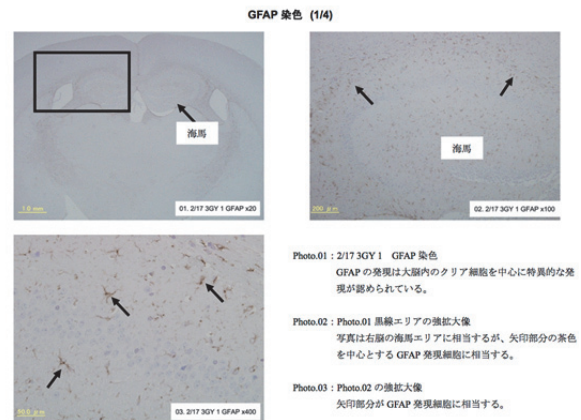 GFAP 染色 (1/4)
海馬
1.0 mm
01. 2/17 3GY 1 GFAP x20
海馬
200 μm
02. 2/17 3GY 1 GFAP x100
50.0 μm
03. 2/17 3GY 1 GFAP x400
Photo.01 : 2/17 3GY 1 GFAP 染色
GFAP の発現は大脳内のクリア細胞を中心に特異的な発
現が認められている。
Photo.02 : Photo.01 黒線エリアの強拡大像
写真は右脳の海馬エリアに相当するが、矢印部分の茶色
を中心とする GFAP 発現細胞に相当する。
Photo.03 : Photo.02 の強拡大像
矢印部分が GFAP 発現細胞に相当する。